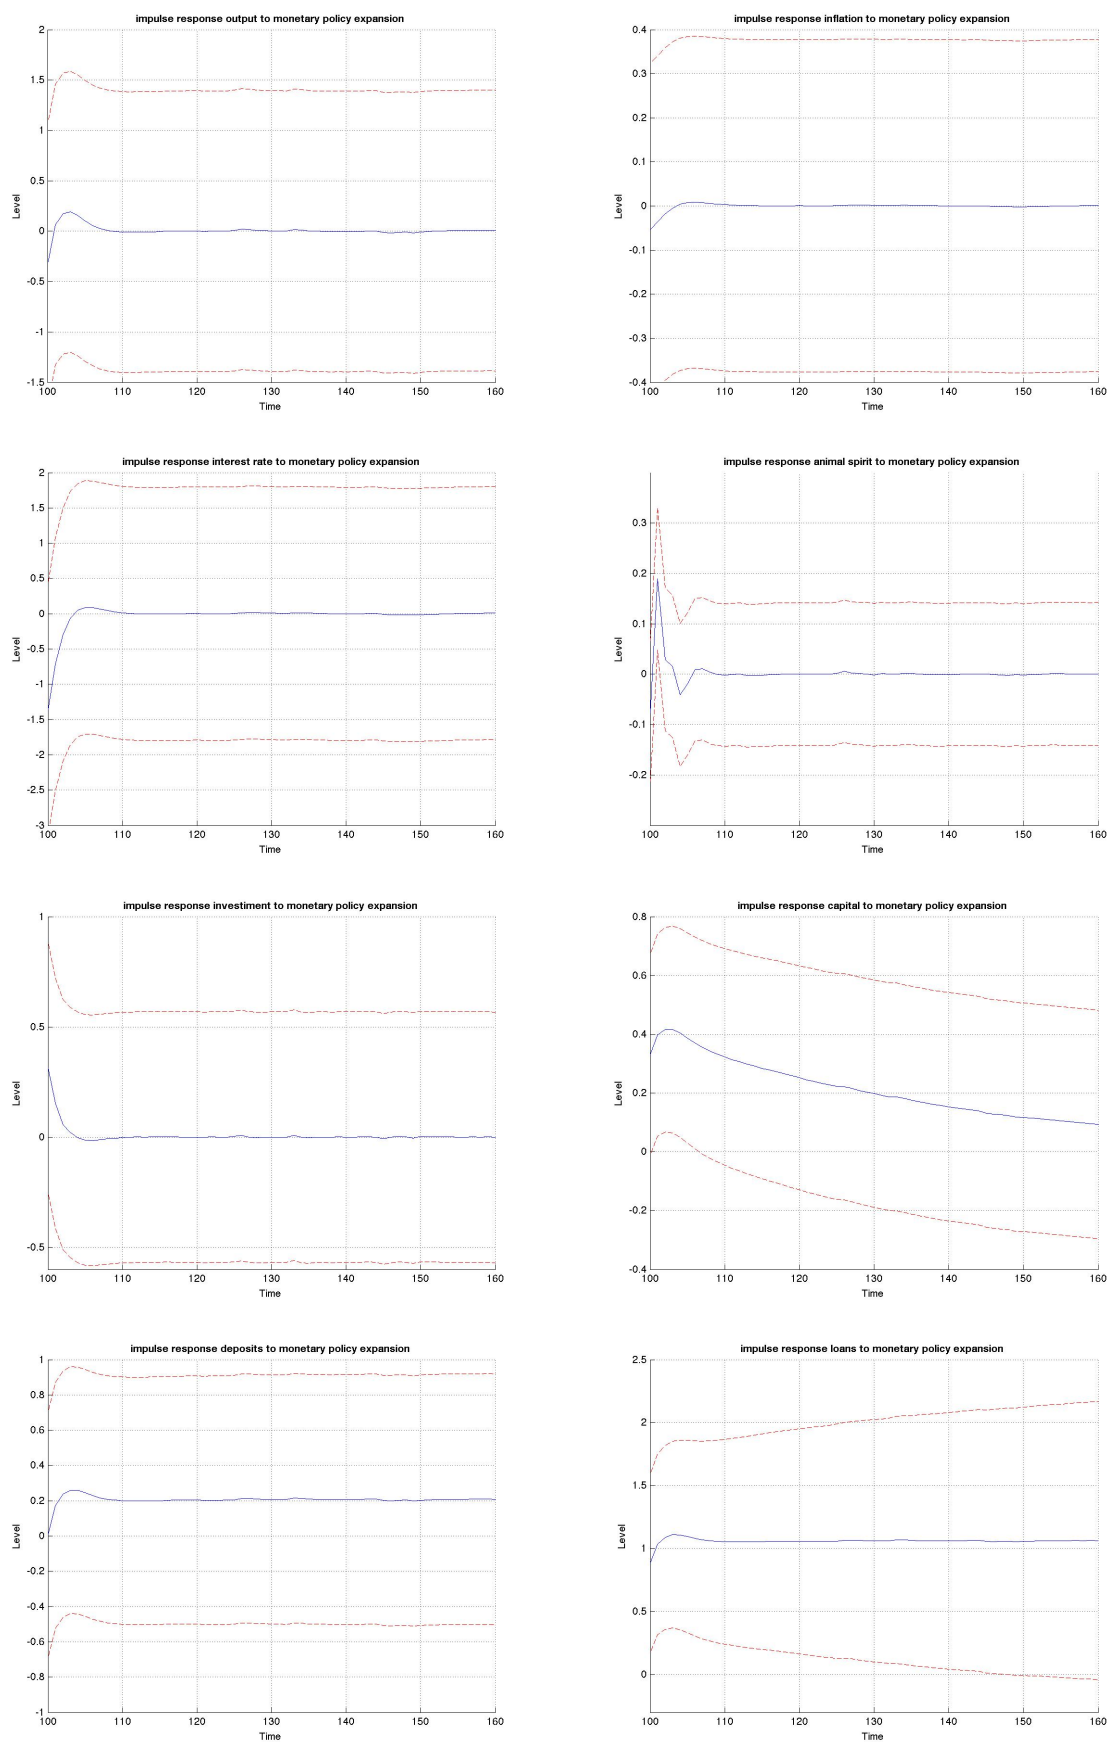 impulse response output to monetary policy expansion
2
1.5
1
0.5
0
-0.5
-1
-1.5
Level
100 110 120 130 140 150 160
Time
impulse response inflation to monetary policy expansion
0.4
0.3
0.2
0.1
0
-0.1
-0.2
-0.3
-0.4
Level
100 110 120 130 140 150 160
Time
impulse response interest rate to monetary policy expansion
2
1.5
1
0.5
0
-0.5
-1
-1.5
-2
-2.5
-3
Level
100 110 120 130 140 150 160
Time
impulse response animal spirit to monetary policy expansion
0.3
0.2
0.1
0
-0.1
-0.2
Level
100 110 120 130 140 150 160
Time
impulse response investiment to monetary policy expansion
1
0.5
0
-0.5
Level
100 110 120 130 140 150 160
Time
impulse response capital to monetary policy expansion
0.8
0.6
0.4
0.2
0
-0.2
-0.4
Level
100 110 120 130 140 150 160
Time
impulse response deposits to monetary policy expansion
1
0.8
0.6
0.4
0.2
0
-0.2
-0.4
-0.6
-0.8
-1
Level
100 110 120 130 140 150 160
Time
impulse response loans to monetary policy expansion
2.5
2
1.5
1
0.5
0
Level
100 110 120 130 140 150 160
Time